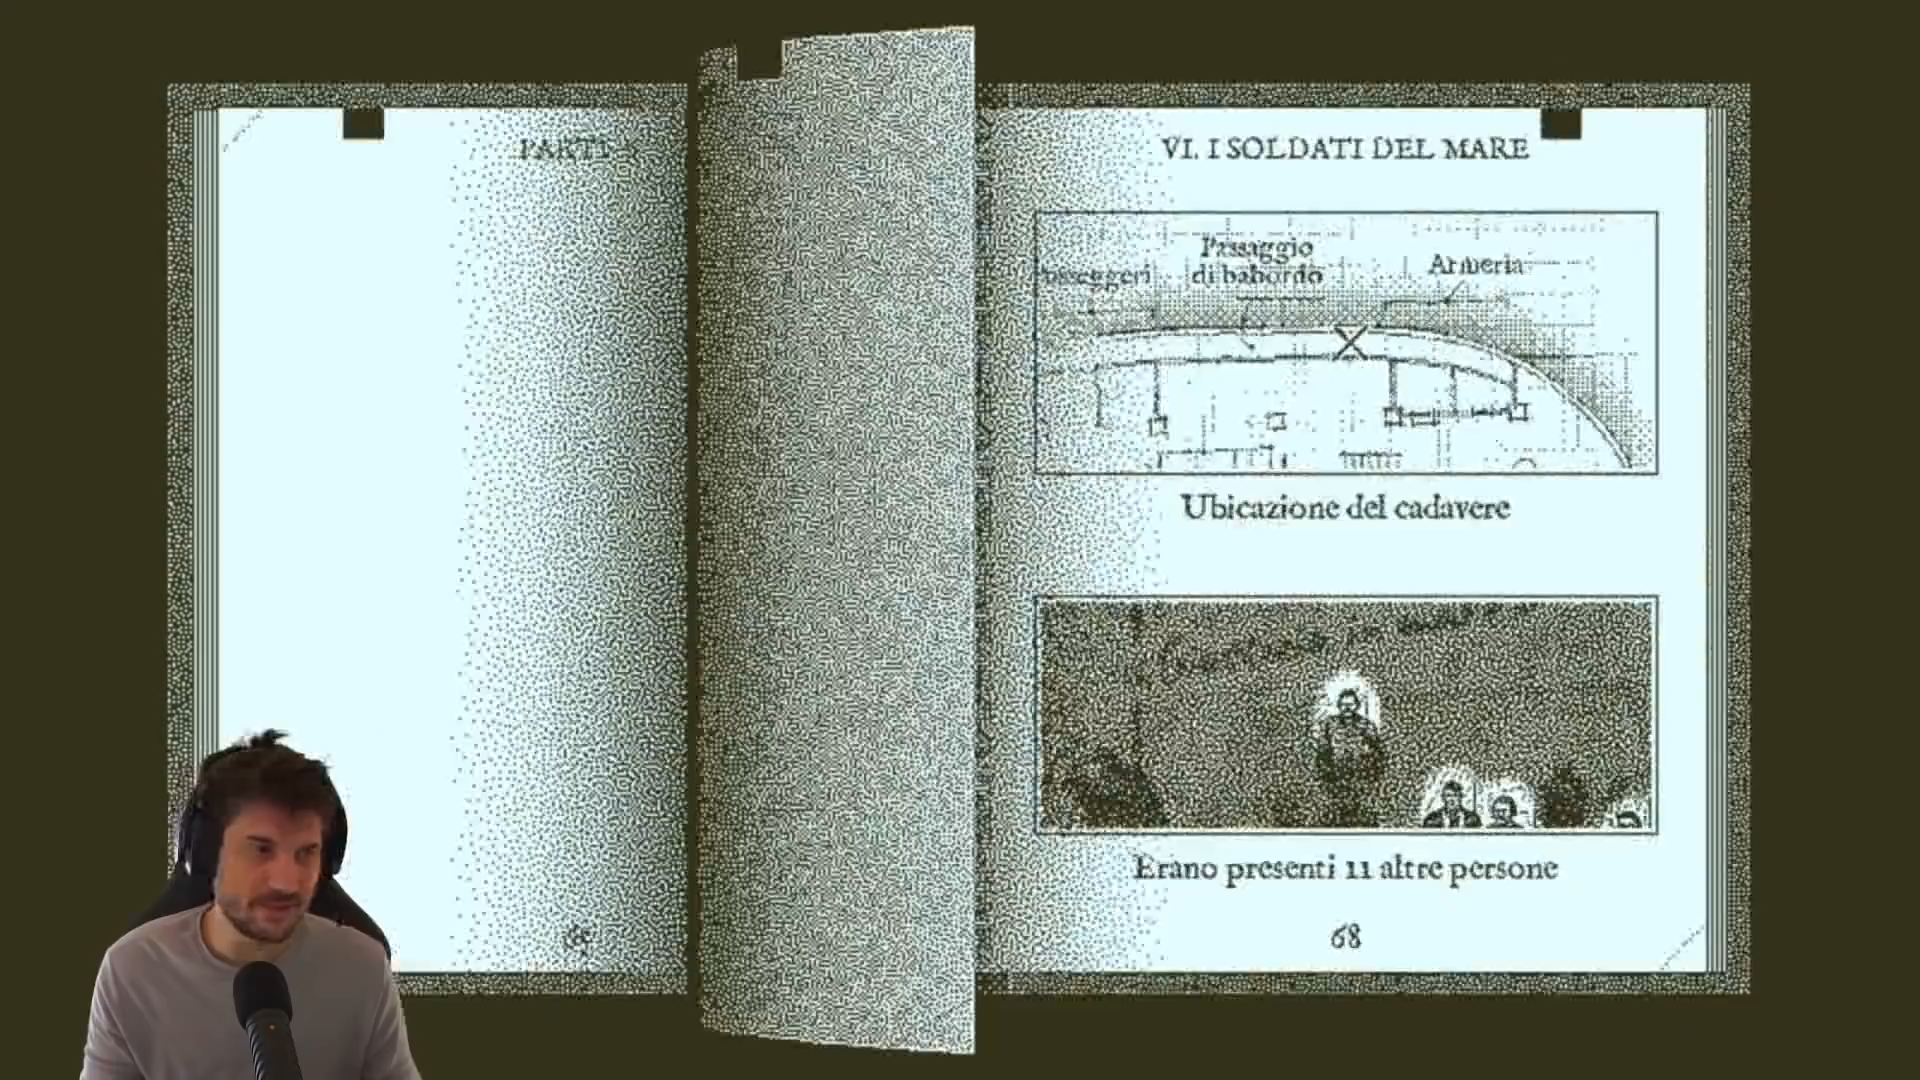 VI. I SOLDATI DEL MARE
Passaggio
di babordo
Armeria
Ubicazione del cadavere
Erano presenti 11 altre persone
68